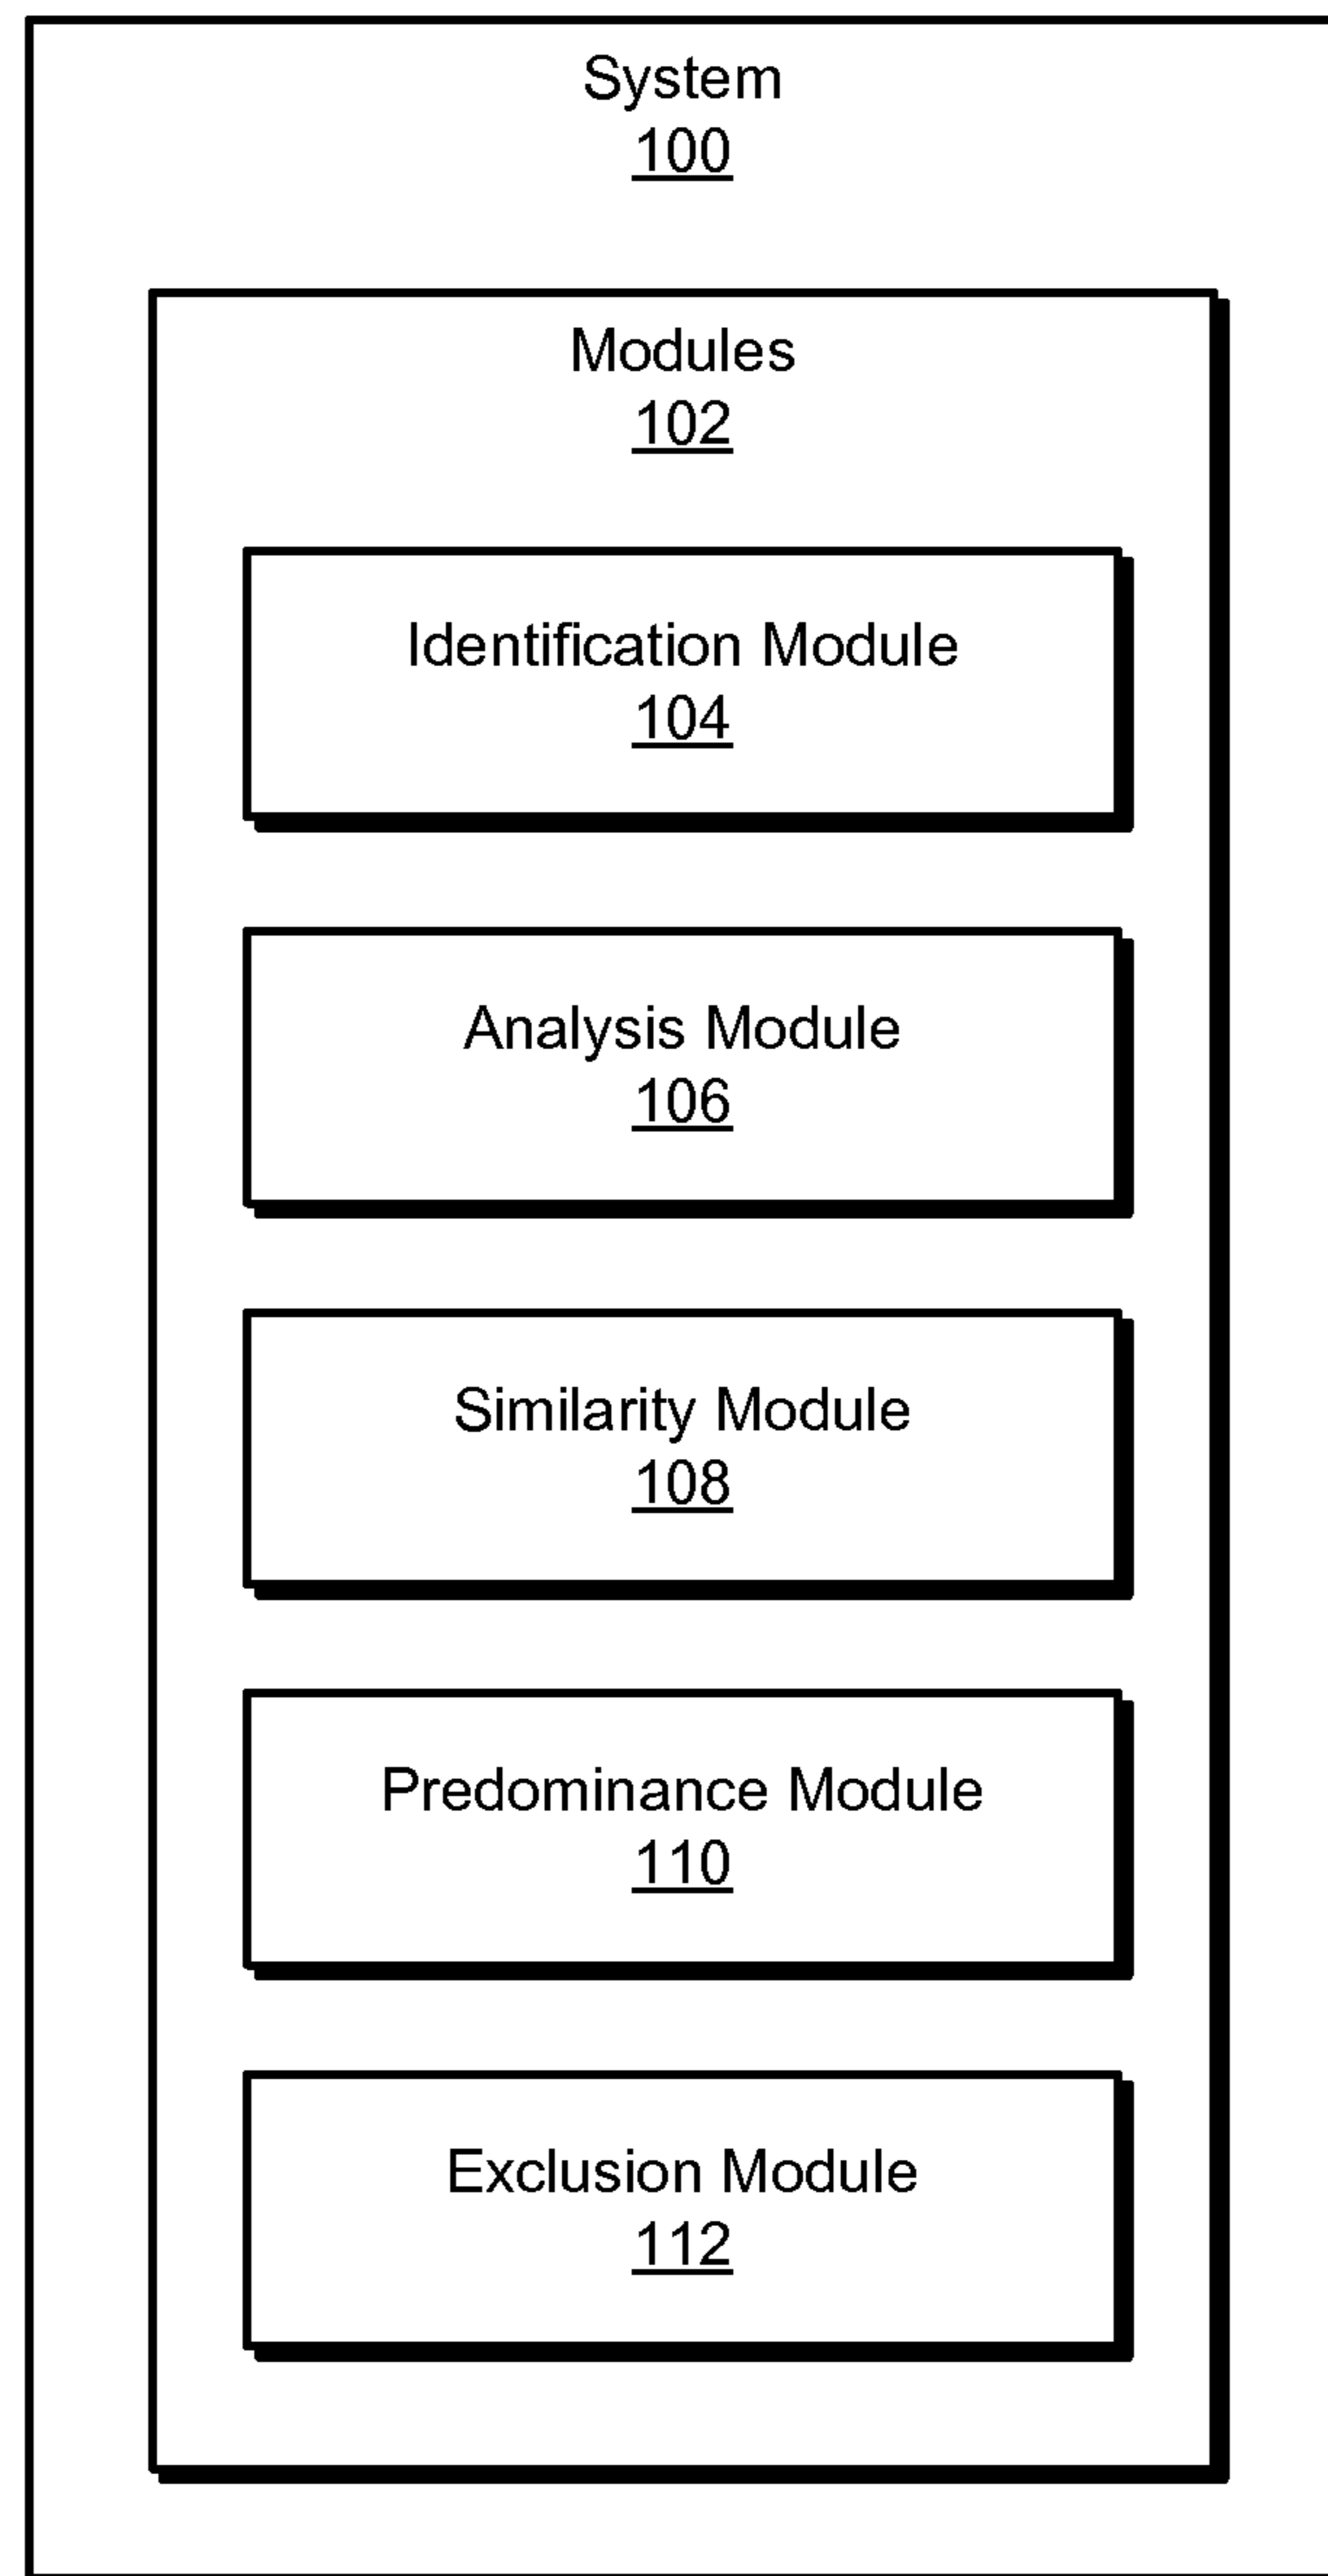 System
100
Modules
102
Identification Module
104
Analysis Module
106
Similarity Module
108
Predominance Module
110
Exclusion Module
112